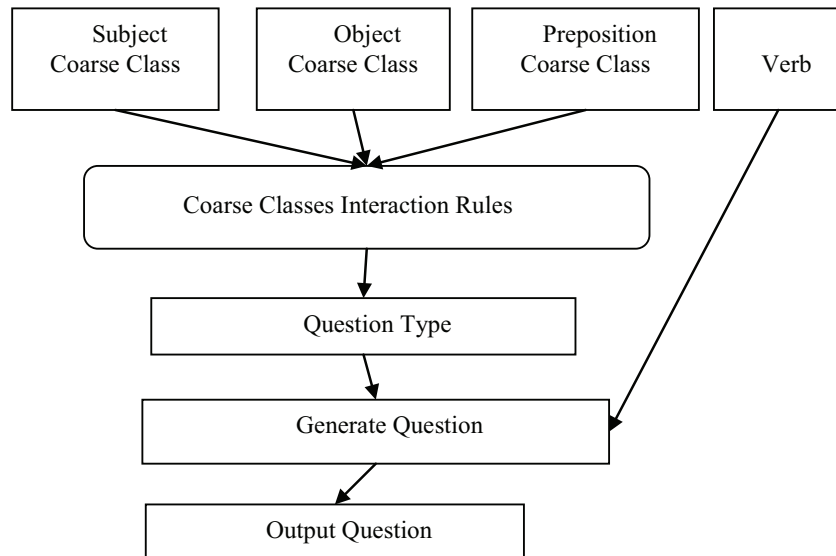 Subject
Coarse Class
Object
Coarse Class
Preposition
Coarse Class
Verb
Coarse Classes Interaction Rules
Question Type
Generate Question
Output Question